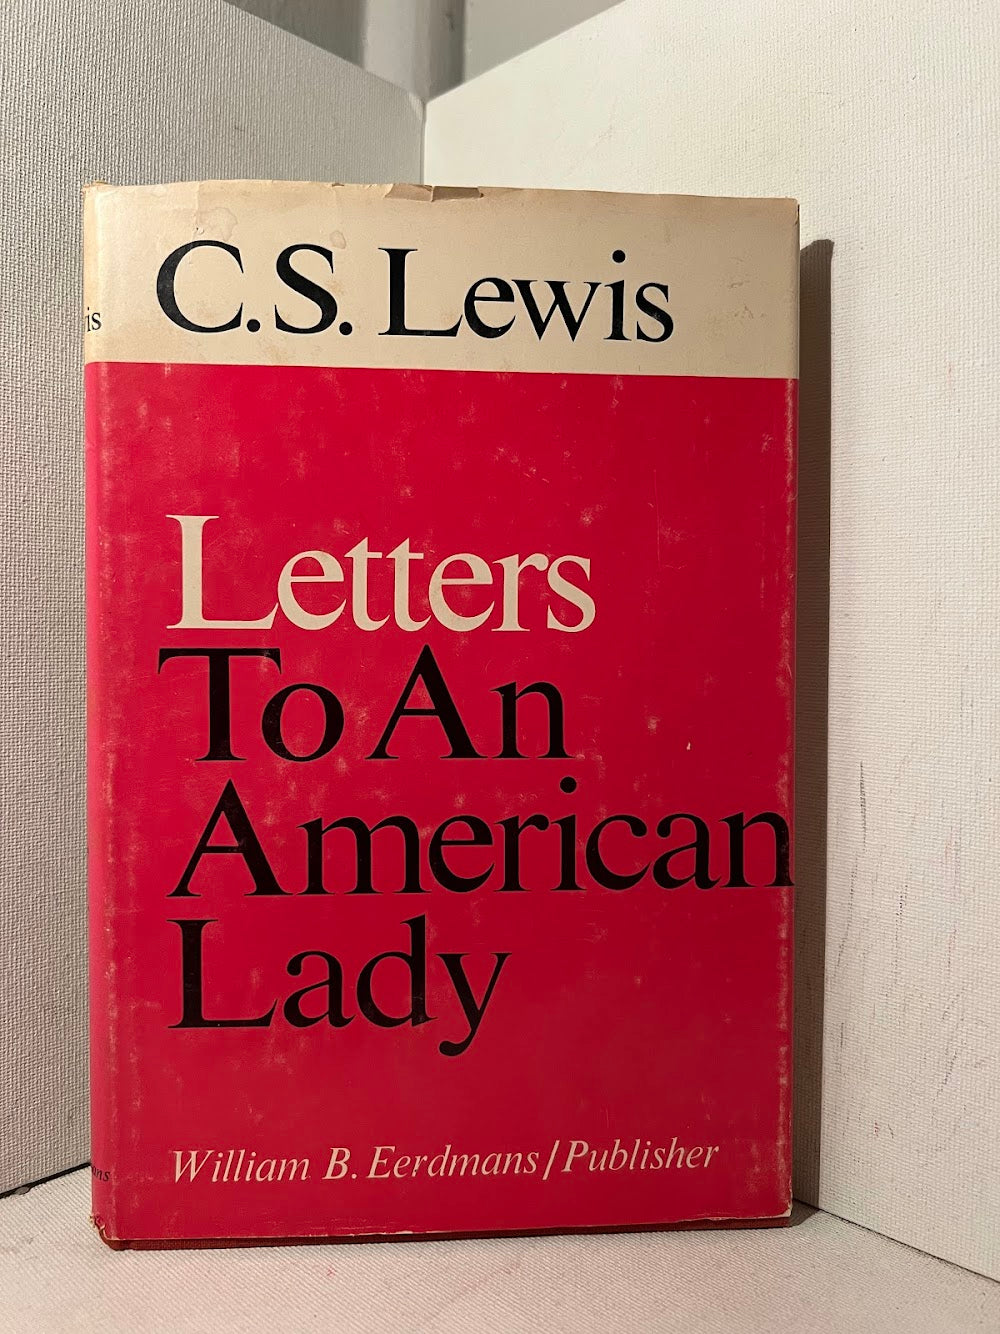 C.S. Lewis
Letters
To An
American
Lady
William B. Eerdmans/Publisher